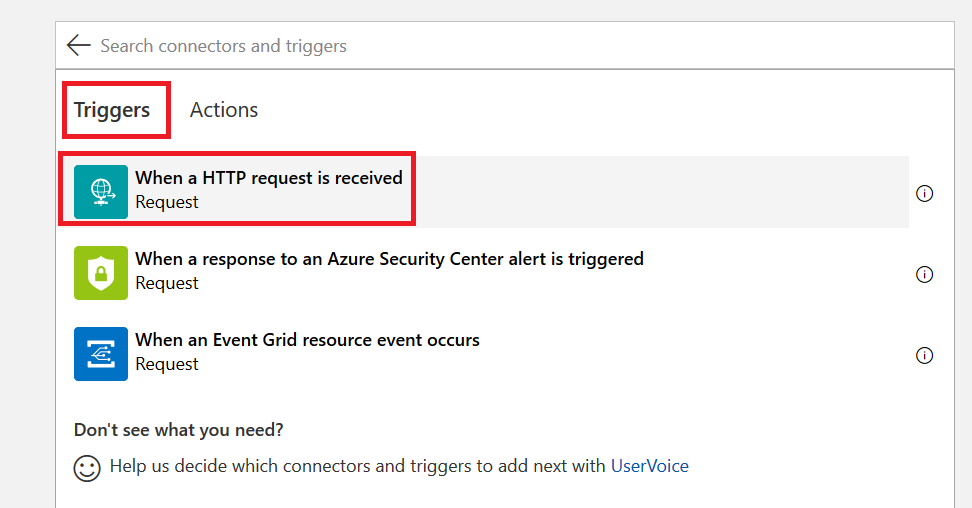 Search connectors and triggers
Triggers Actions
When a HTTP request is received
Request
When a response to an Azure Security Center alert is triggered
Request
When an Event Grid resource event occurs
Request
Don't see what you need?
Help us decide which connectors and triggers to add next with UserVoice